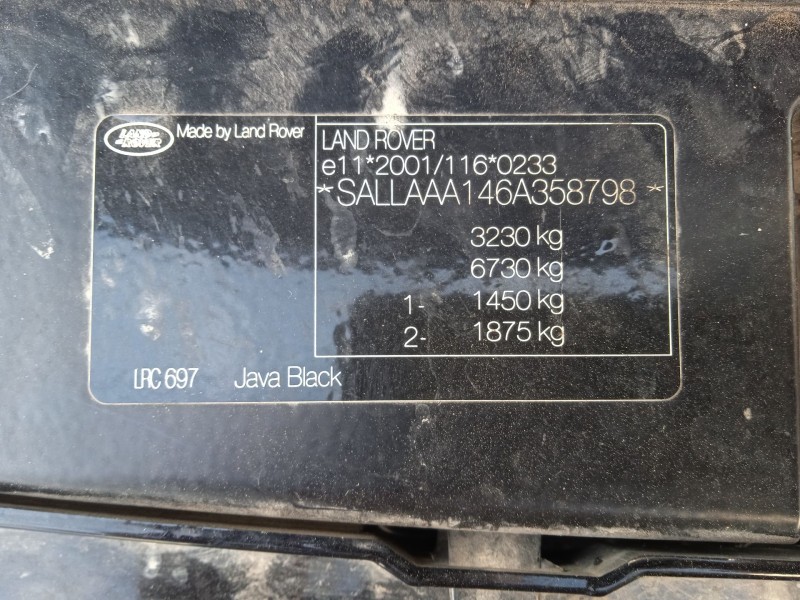 LAND ROVER Made by Land Rover
LAND ROVER
e11*2001/116*0233
*SALLAAA146A358798*
3230 kg
6730 kg
1- 1450 kg
2- 1875 kg
LRC 697 Java Black